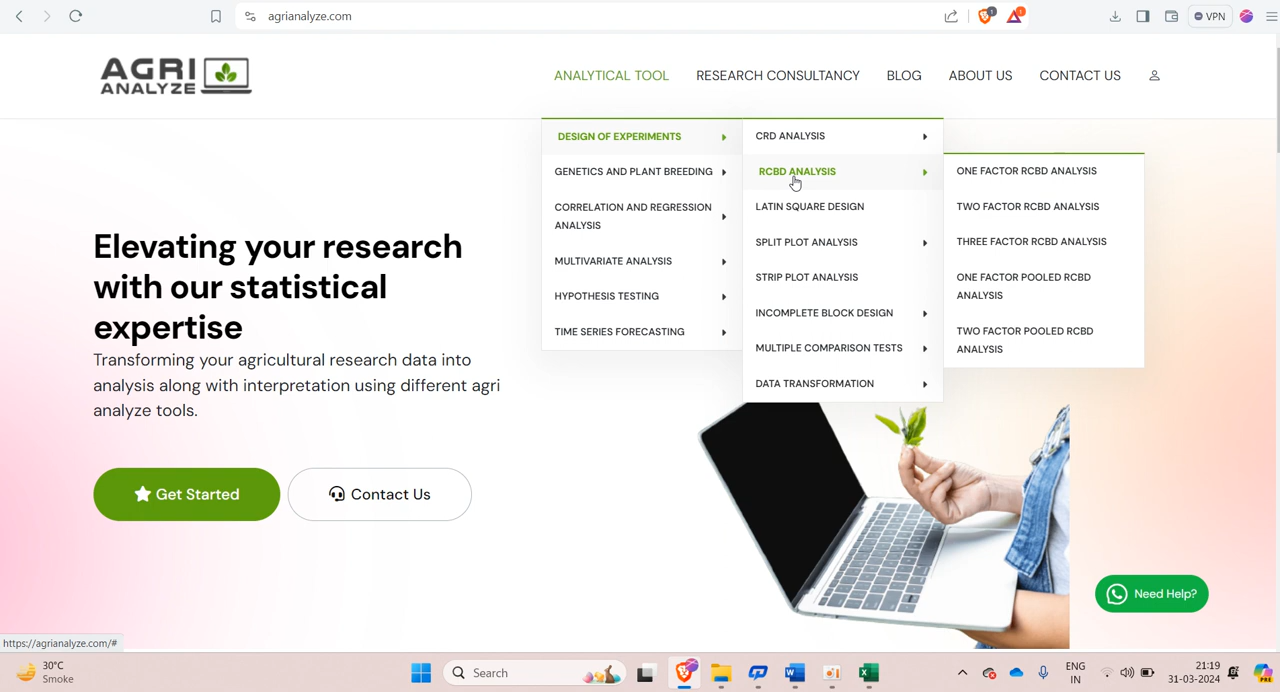 agrianalyze.com
1
1
VPN
AGRI
ANALYZE
ANALYTICAL TOOL
RESEARCH CONSULTANCY
BLOG
ABOUT US
CONTACT US
DESIGN OF EXPERIMENTS
GENETICS AND PLANT BREEDING
CORRELATION AND REGRESSION
ANALYSIS
MULTIVARIATE ANALYSIS
HYPOTHESIS TESTING
TIME SERIES FORECASTING
CRD ANALYSIS
RCBD ANALYSIS
LATIN SQUARE DESIGN
SPLIT PLOT ANALYSIS
STRIP PLOT ANALYSIS
INCOMPLETE BLOCK DESIGN
MULTIPLE COMPARISON TESTS
DATA TRANSFORMATION
ONE FACTOR RCBD ANALYSIS
TWO FACTOR RCBD ANALYSIS
THREE FACTOR RCBD ANALYSIS
ONE FACTOR POOLED RCBD
ANALYSIS
TWO FACTOR POOLED RCBD
ANALYSIS
Elevating your research
with our statistical
expertise
Transforming your agricultural research data into
analysis along with interpretation using different agri
analyze tools.
Get Started
Contact Us
Need Help?
https://agrianalyze.com/#
30°C
Smoke
Search
ENG
IN
21:19
31-03-2024
PRE